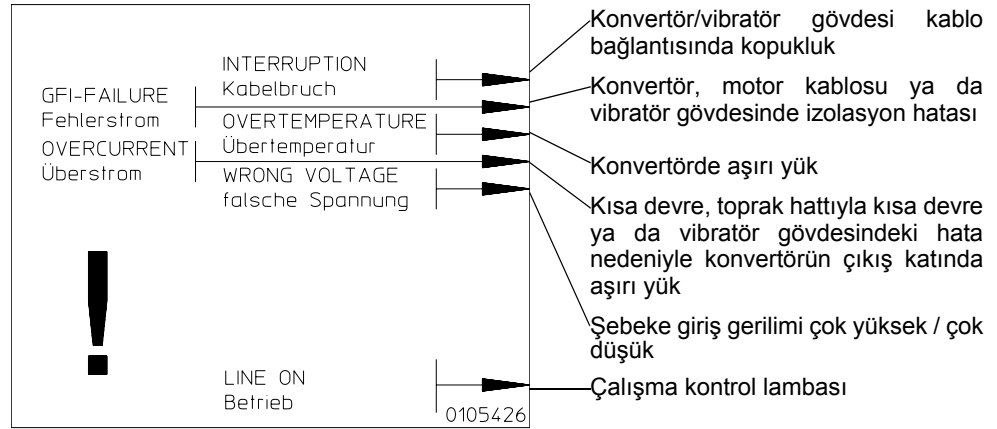 INTERRUPTION
Kabelbruch
GFI-FAILURE
Fehlerstrom
OVERTEMPERATURE
Übertemperatur
OVERCURRENT
Überstrom
WRONG VOLTAGE
falsche Spannung
!
LINE ON
Betrieb
0105426
Konvertör/vibratör gövdesi kablo
bağlantısında kopukluk
Konvertör, motor kablosu ya da
vibratör gövdesinde izolasyon hatası
Konvertörde aşırı yük
Kısa devre, toprak hattıyla kısa devre
ya da vibratör gövdesindeki hata
nedeniyle konvertörün çıkış katında
aşırı yük
Şebeke giriş gerilimi çok yüksek / çok
düşük
Çalışma kontrol lambası